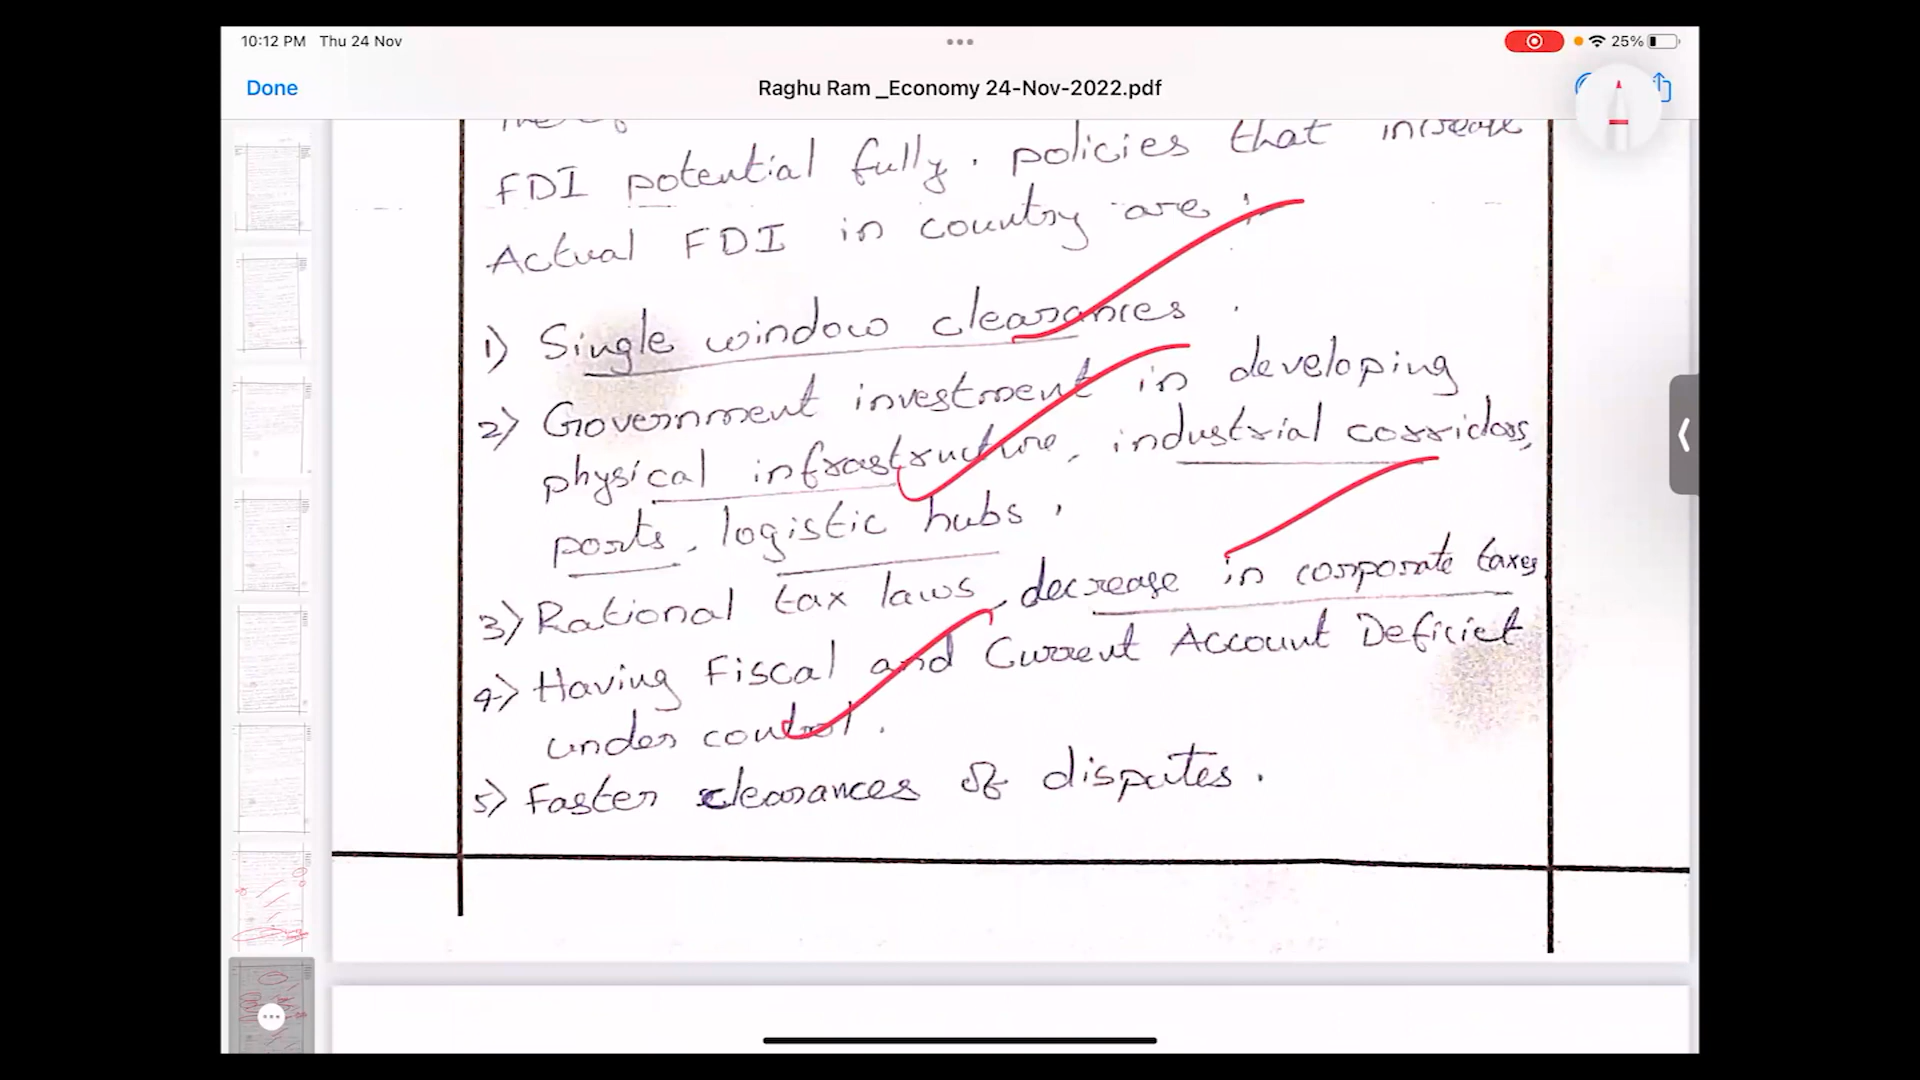 10:12 PM Thu 24 Nov
25%
Done
Raghu Ram _Economy 24-Nov-2022.pdf
FDI potential fully. policies that increase
Actual FDI in country are :
1) Single window clearances.
2) Government investment in developing
physical infrastructure, industrial corridors,
ports, logistic hubs.
3) Rational tax laws, decrease in corporate taxes
4) Having Fiscal and Current Account Deficiet
under control.
5) Faster clearances of disputes.